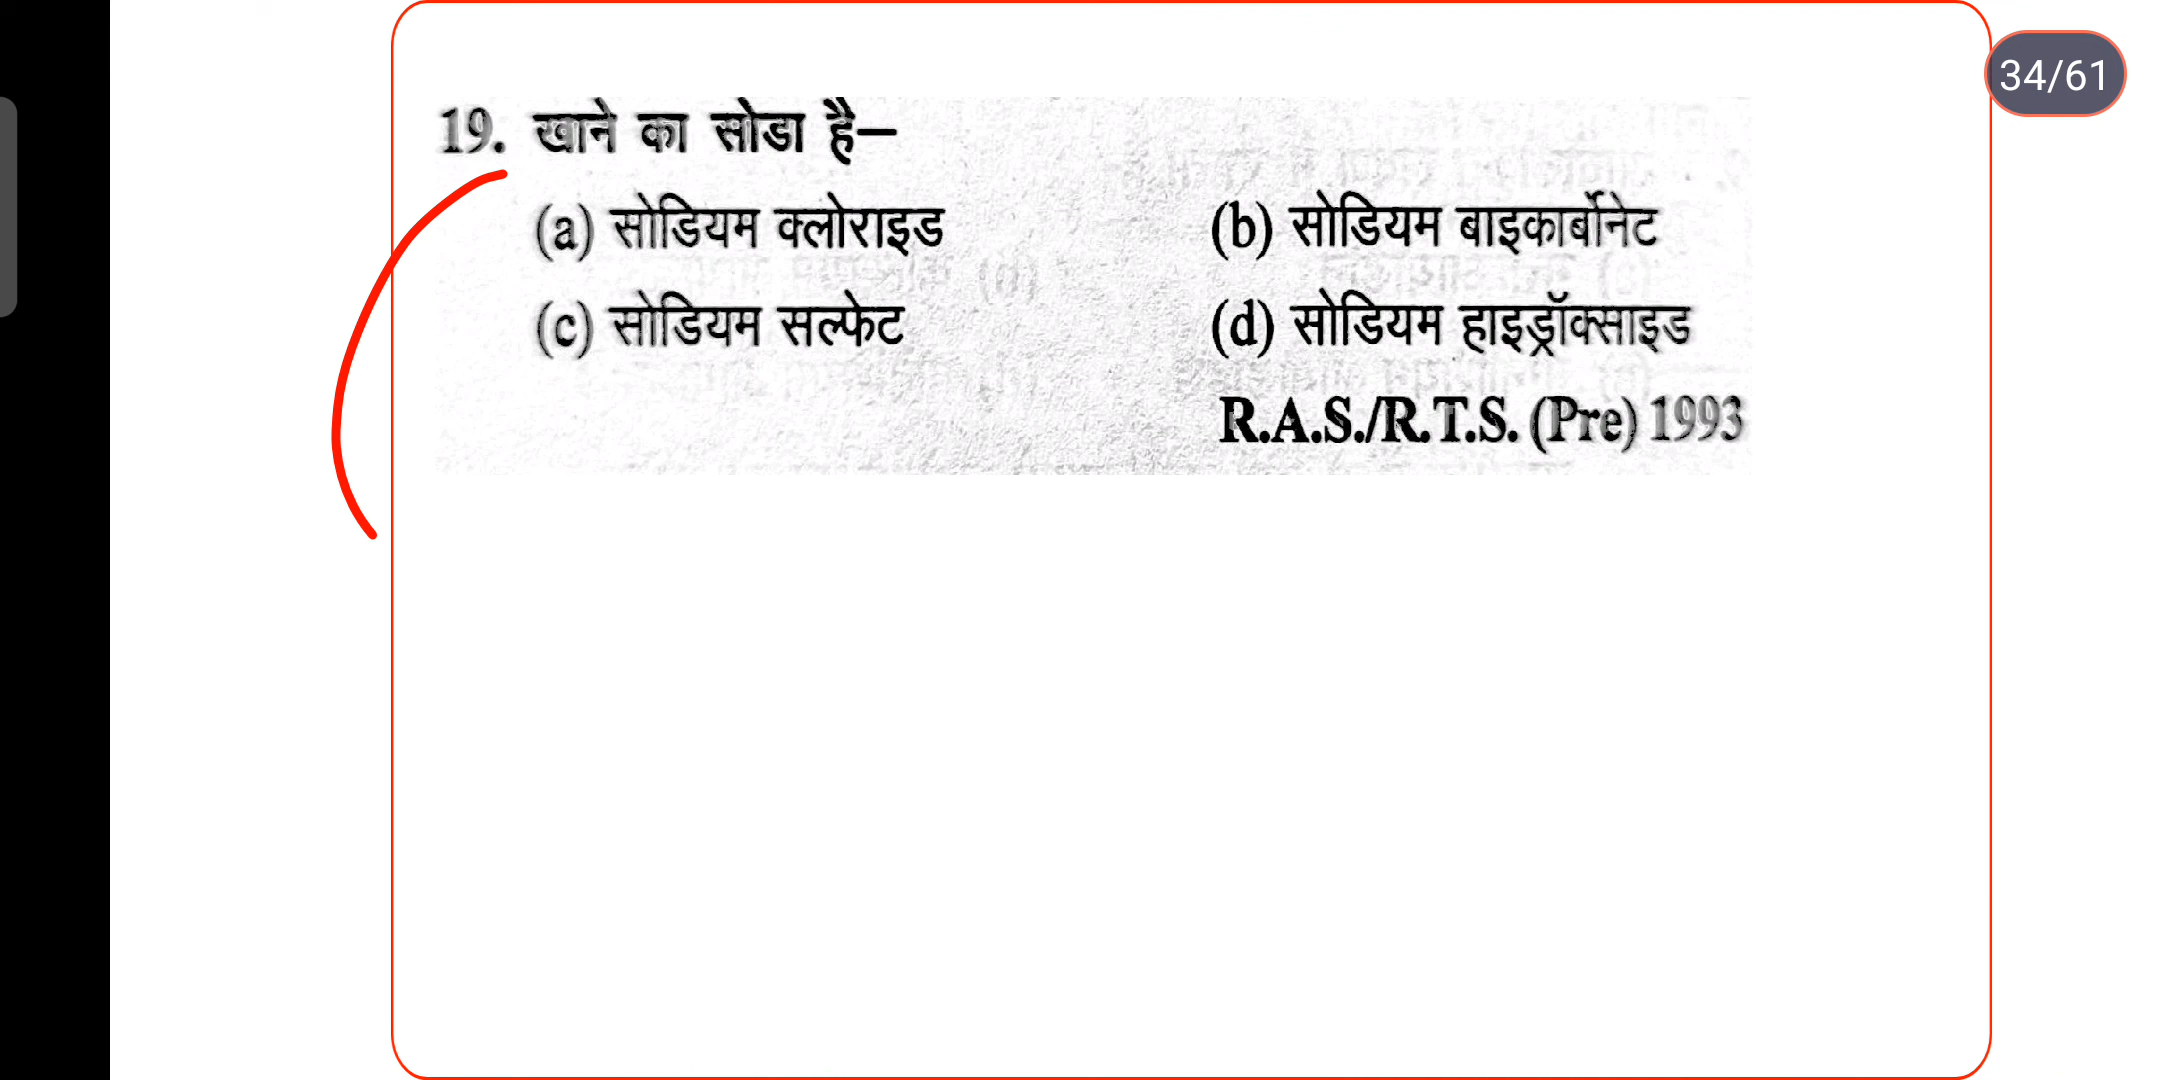 34/61
19. खाने का सोडा है—
(a) सोडियम क्लोराइड (b) सोडियम बाइकार्बोनेट
(c) सोडियम सल्फेट (d) सोडियम हाइड्रॉक्साइड
R.A.S./R.T.S. (Pre) 1993